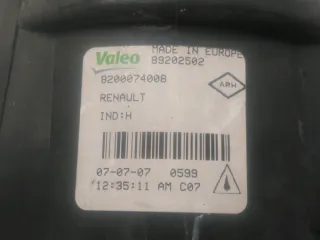 Valeo MADE IN EUROPE
89202502
8200074008
RENAULT
IND:H
07-07-07 0599
12:35:11 AM C07